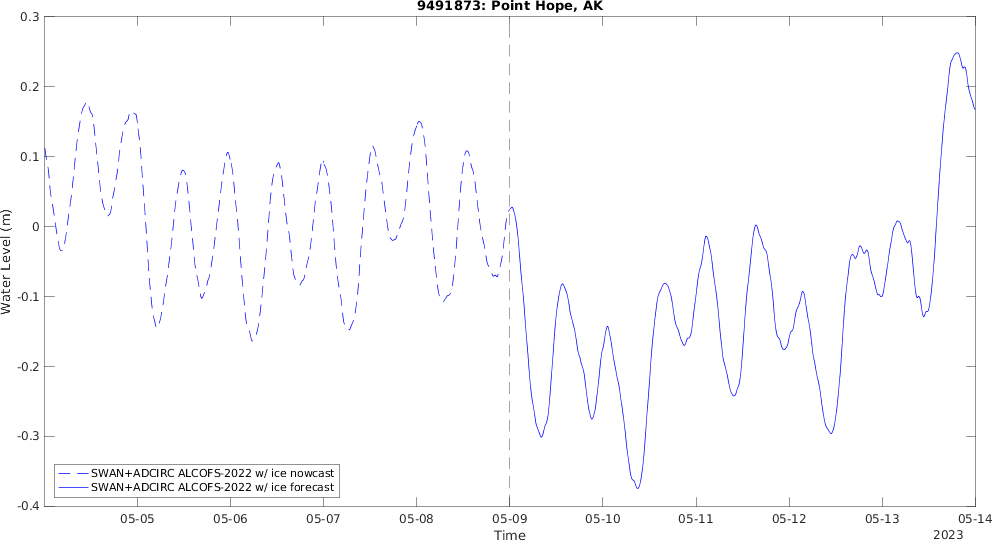 9491873: Point Hope, AK
0.3
0.2
0.1
0
-0.1
-0.2
-0.3
-0.4
Water Level (m)
SWAN+ADCIRC ALCOFS-2022 w/ ice nowcast
SWAN+ADCIRC ALCOFS-2022 w/ ice forecast
05-05 05-06 05-07 05-08 05-09 05-10 05-11 05-12 05-13 05-14
Time
2023